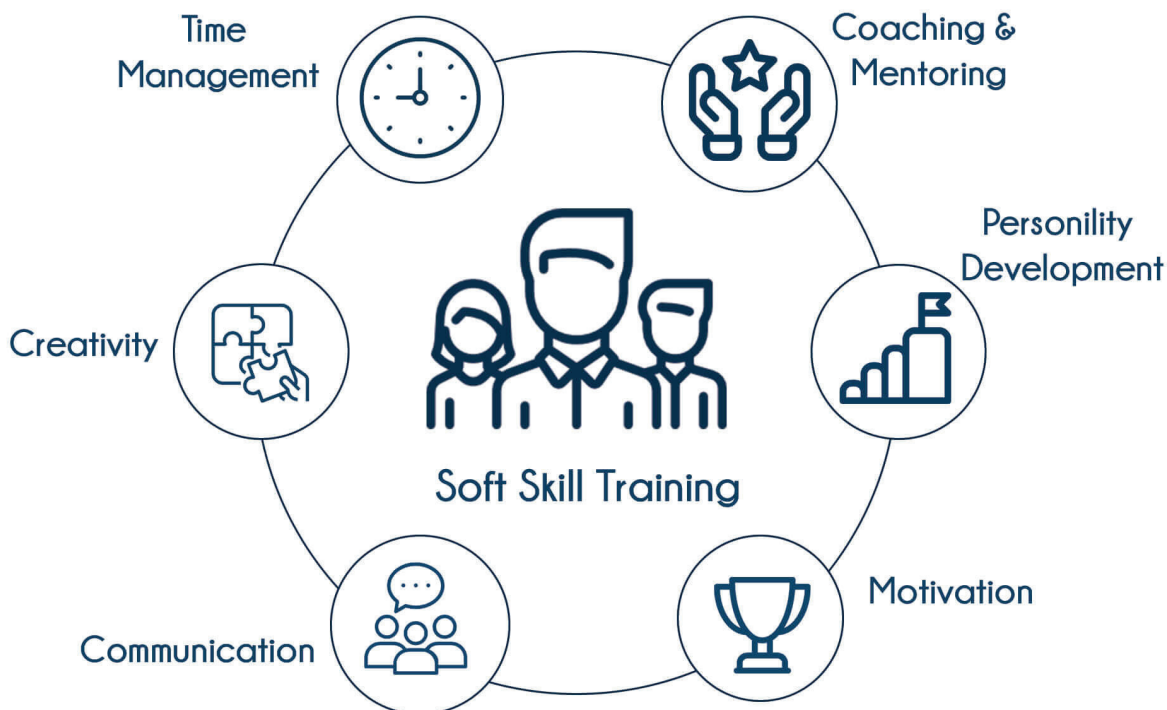 Time
Management
Coaching &
Mentoring
Personility
Development
Creativity
Soft Skill Training
Motivation
Communication